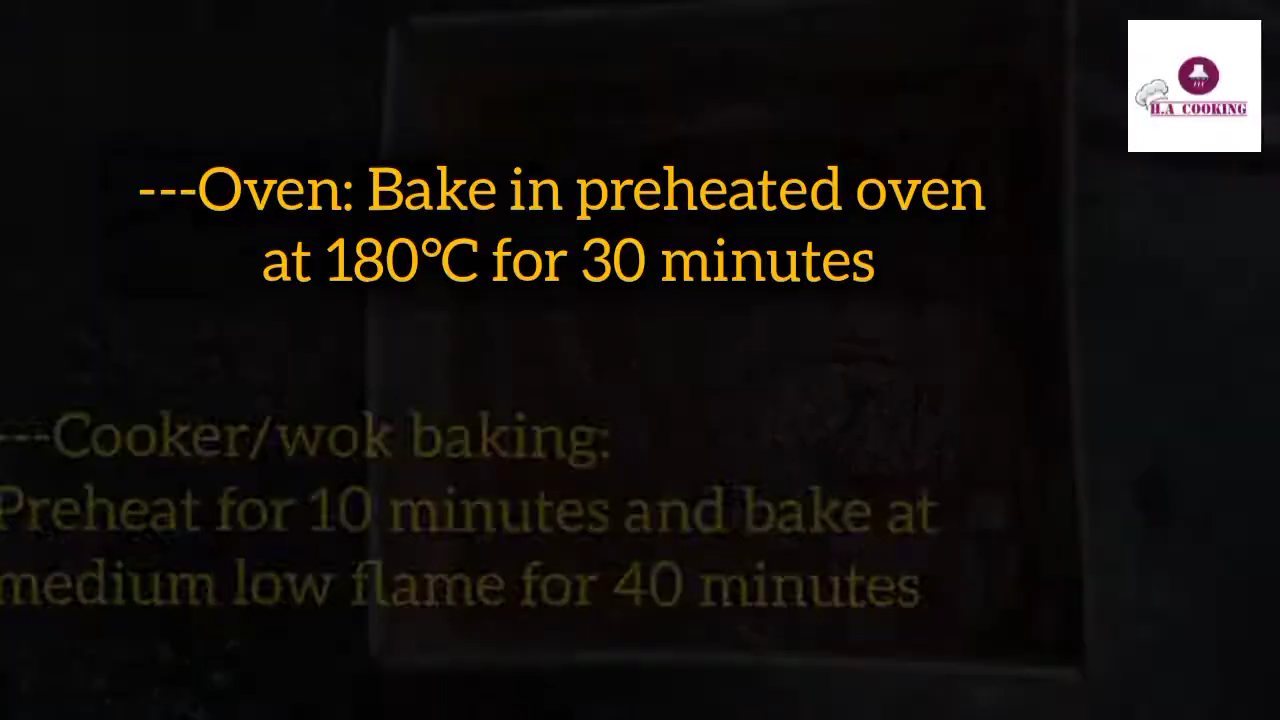 H.A COOKING
---Oven: Bake in preheated oven
at 180°C for 30 minutes
---Cooker/wok baking:
Preheat for 10 minutes and bake at
medium low flame for 40 minutes